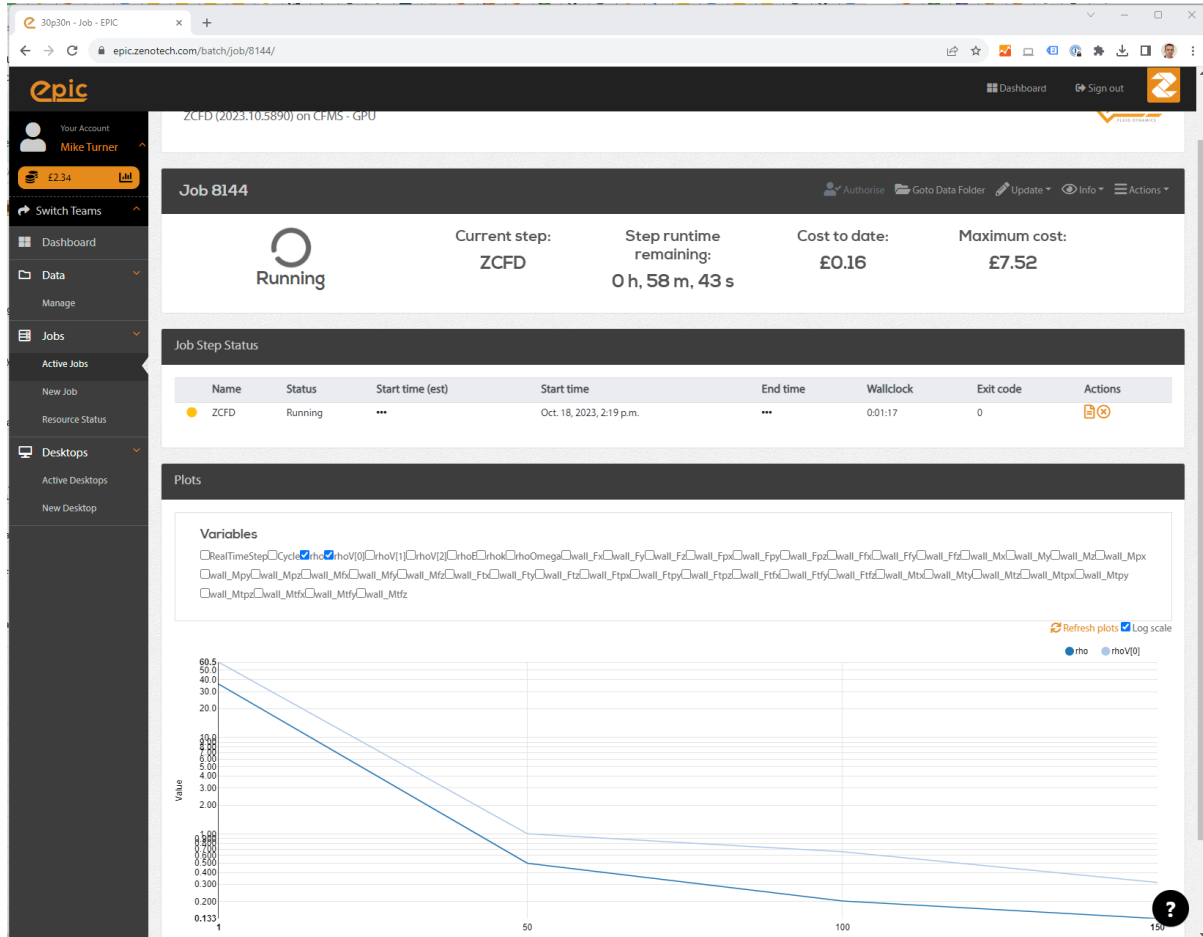 30p30n - Job - EPIC
epic.zenotech.com/batch/job/8144/
epic
Dashboard
Sign out
Your Account
Mike Turner
£2.34
Switch Teams
Dashboard
Data
Manage
Jobs
Active Jobs
New Job
Resource Status
Desktops
Active Desktops
New Desktop
ZCFD (2023.10.5890) on CFMS - GPU
FLUID DYNAMICS
Job 8144
Authorise Goto Data Folder Update Info Actions
Running
Current step:
ZCFD
Step runtime
remaining:
0 h, 58 m, 43 s
Cost to date:
£0.16
Maximum cost:
£7.52
Job Step Status
Name Status Start time (est) Start time End time Wallclock Exit code Actions
ZCFD Running ••• Oct. 18, 2023, 2:19 p.m. ••• 0:01:17 0
Plots
Variables
RealTimeStep Cycle rho rhoV[0] rhoV[1] rhoV[2] rhoE rhok rhoOmega wall_Fx wall_Fy wall_Fz wall_Fpx wall_Fpy wall_Fpz wall_Ffx wall_Ffy wall_Ffz wall_Mx wall_My wall_Mz wall_Mpx
wall_Mpy wall_Mpz wall_Mfx wall_Mfy wall_Mfz wall_Ftx wall_Fty wall_Ftz wall_Ftpx wall_Ftpy wall_Ftpz wall_Ftfx wall_Ftfy wall_Ftfz wall_Mtx wall_Mty wall_Mtz wall_Mtpx wall_Mtpy
wall_Mtpz wall_Mtfx wall_Mtfy wall_Mtfz
Refresh plots Log scale
rho rhoV[0]
Value
60.5
50.0
40.0
30.0
20.0
10.0
6.00
5.00
4.00
3.00
2.00
1.00
0.600
0.500
0.400
0.300
0.200
0.133
1 50 100 150
?